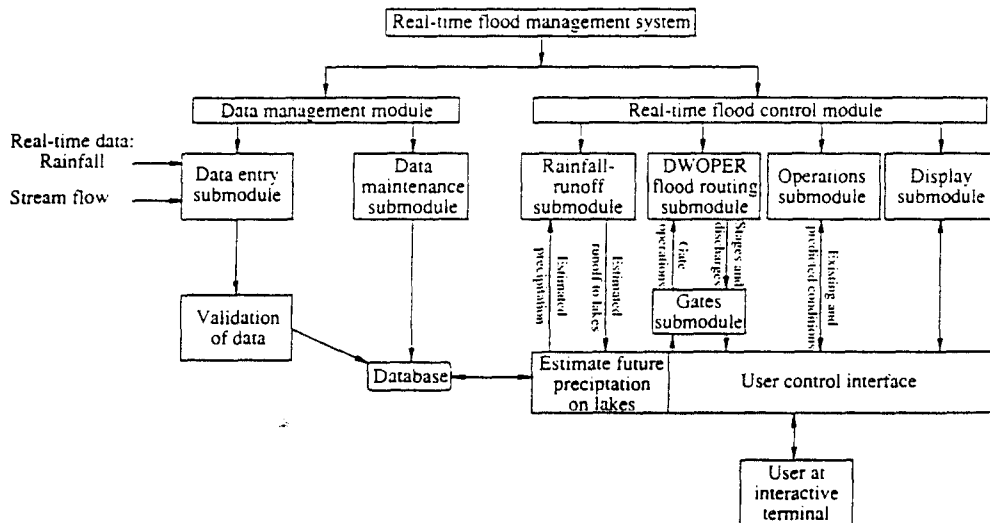 Real-time flood management system
Data management module
Real-time flood control module
Real-time data:
Rainfall
Stream flow
Data entry
submodule
Data
maintenance
submodule
Rainfall-
runoff
submodule
DWOPER
flood routing
submodule
Operations
submodule
Display
submodule
Estimated
precipitation
Estimated
runoff to lakes
Gate
operations
Stages and
discharges
Existing and
predicted conditions
Gates
submodule
Validation
of data
Database
Estimate future
preciptation
on lakes
User control interface
User at
interactive
terminal